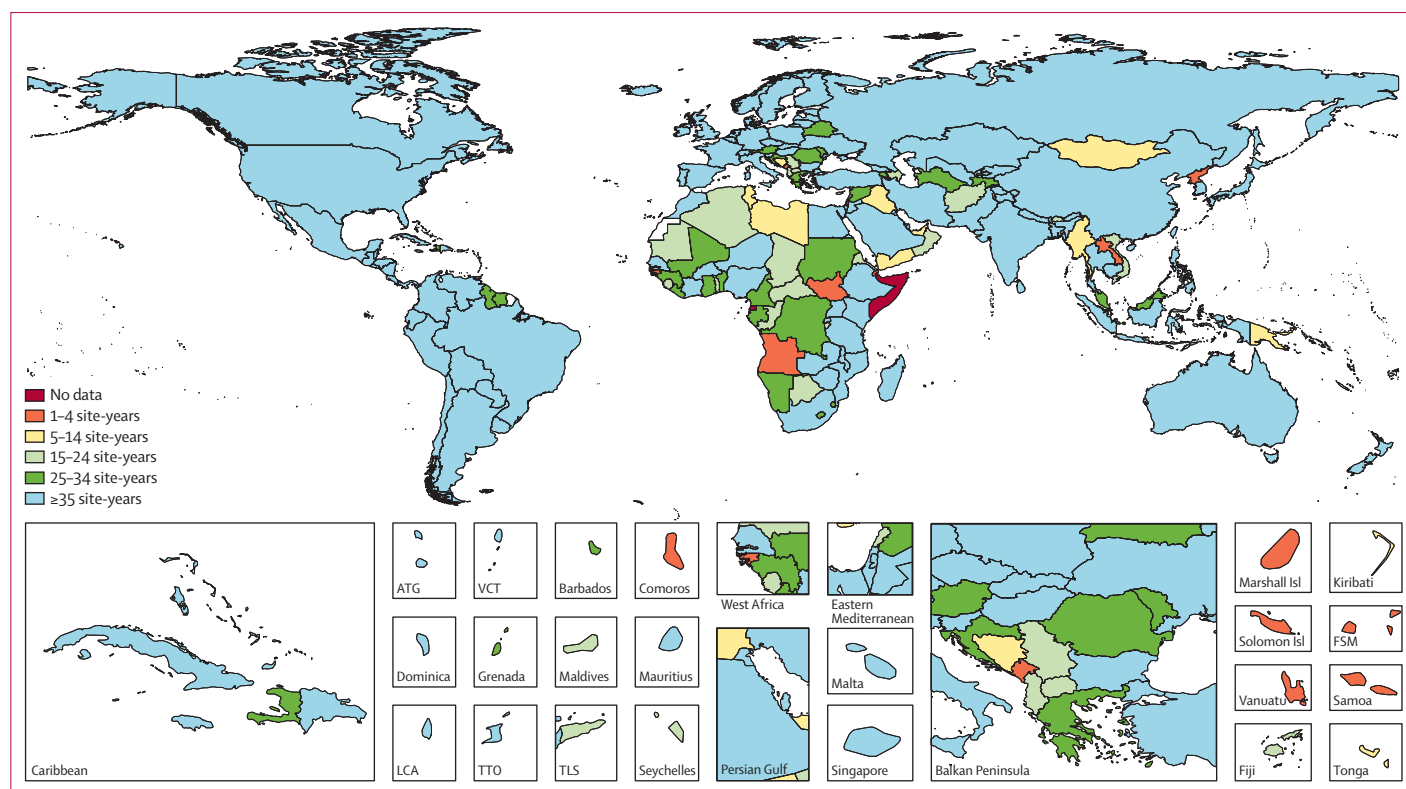 No data
1–4 site-years
5–14 site-years
15–24 site-years
25–34 site-years
≥35 site-years
Caribbean
ATG
VCT
Barbados
Comoros
West Africa
Eastern
Mediterranean
Marshall Isl
Kiribati
Dominica
Grenada
Maldives
Mauritius
Malta
Solomon Isl
FSM
Vanuatu
Samoa
LCA
TTO
TLS
Seychelles
Persian Gulf
Singapore
Balkan Peninsula
Fiji
Tonga